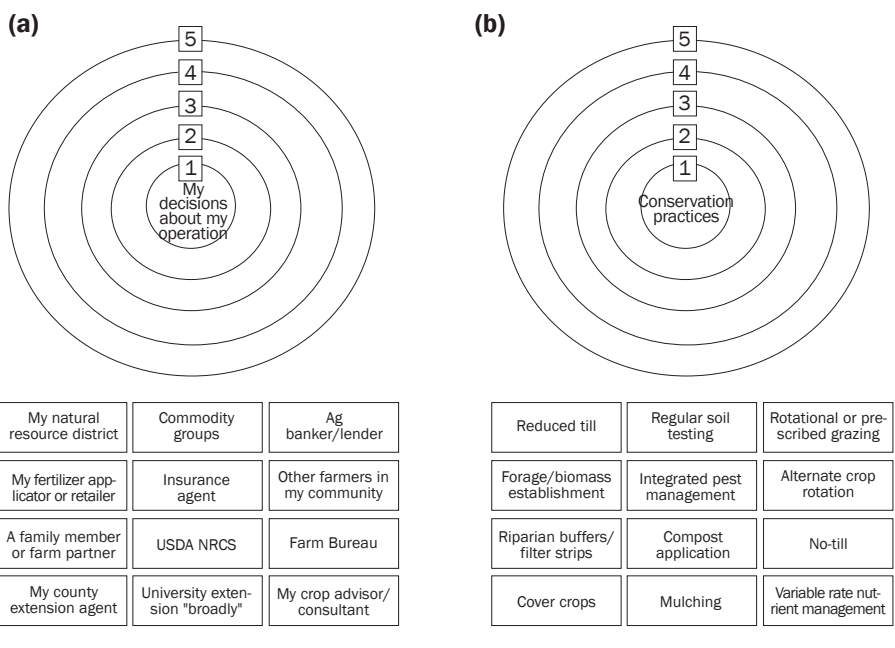 (a)
5
4
3
2
1
My
decisions
about my
operation
My natural
resource district
Commodity
groups
Ag
banker/lender
My fertilizer app-
licator or retailer
Insurance
agent
Other farmers in
my community
A family member
or farm partner
USDA NRCS
Farm Bureau
My county
extension agent
University exten-
sion "broadly"
My crop advisor/
consultant
(b)
5
4
3
2
1
Conservation
practices
Reduced till
Regular soil
testing
Rotational or pre-
scribed grazing
Forage/biomass
establishment
Integrated pest
management
Alternate crop
rotation
Riparian buffers/
filter strips
Compost
application
No-till
Cover crops
Mulching
Variable rate nut-
rient management